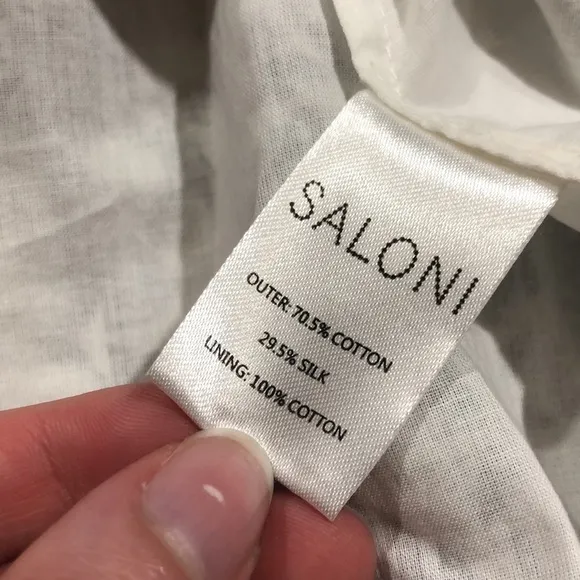 SALONI
OUTER: 70.5% COTTON
29.5% SILK
LINING: 100% COTTON